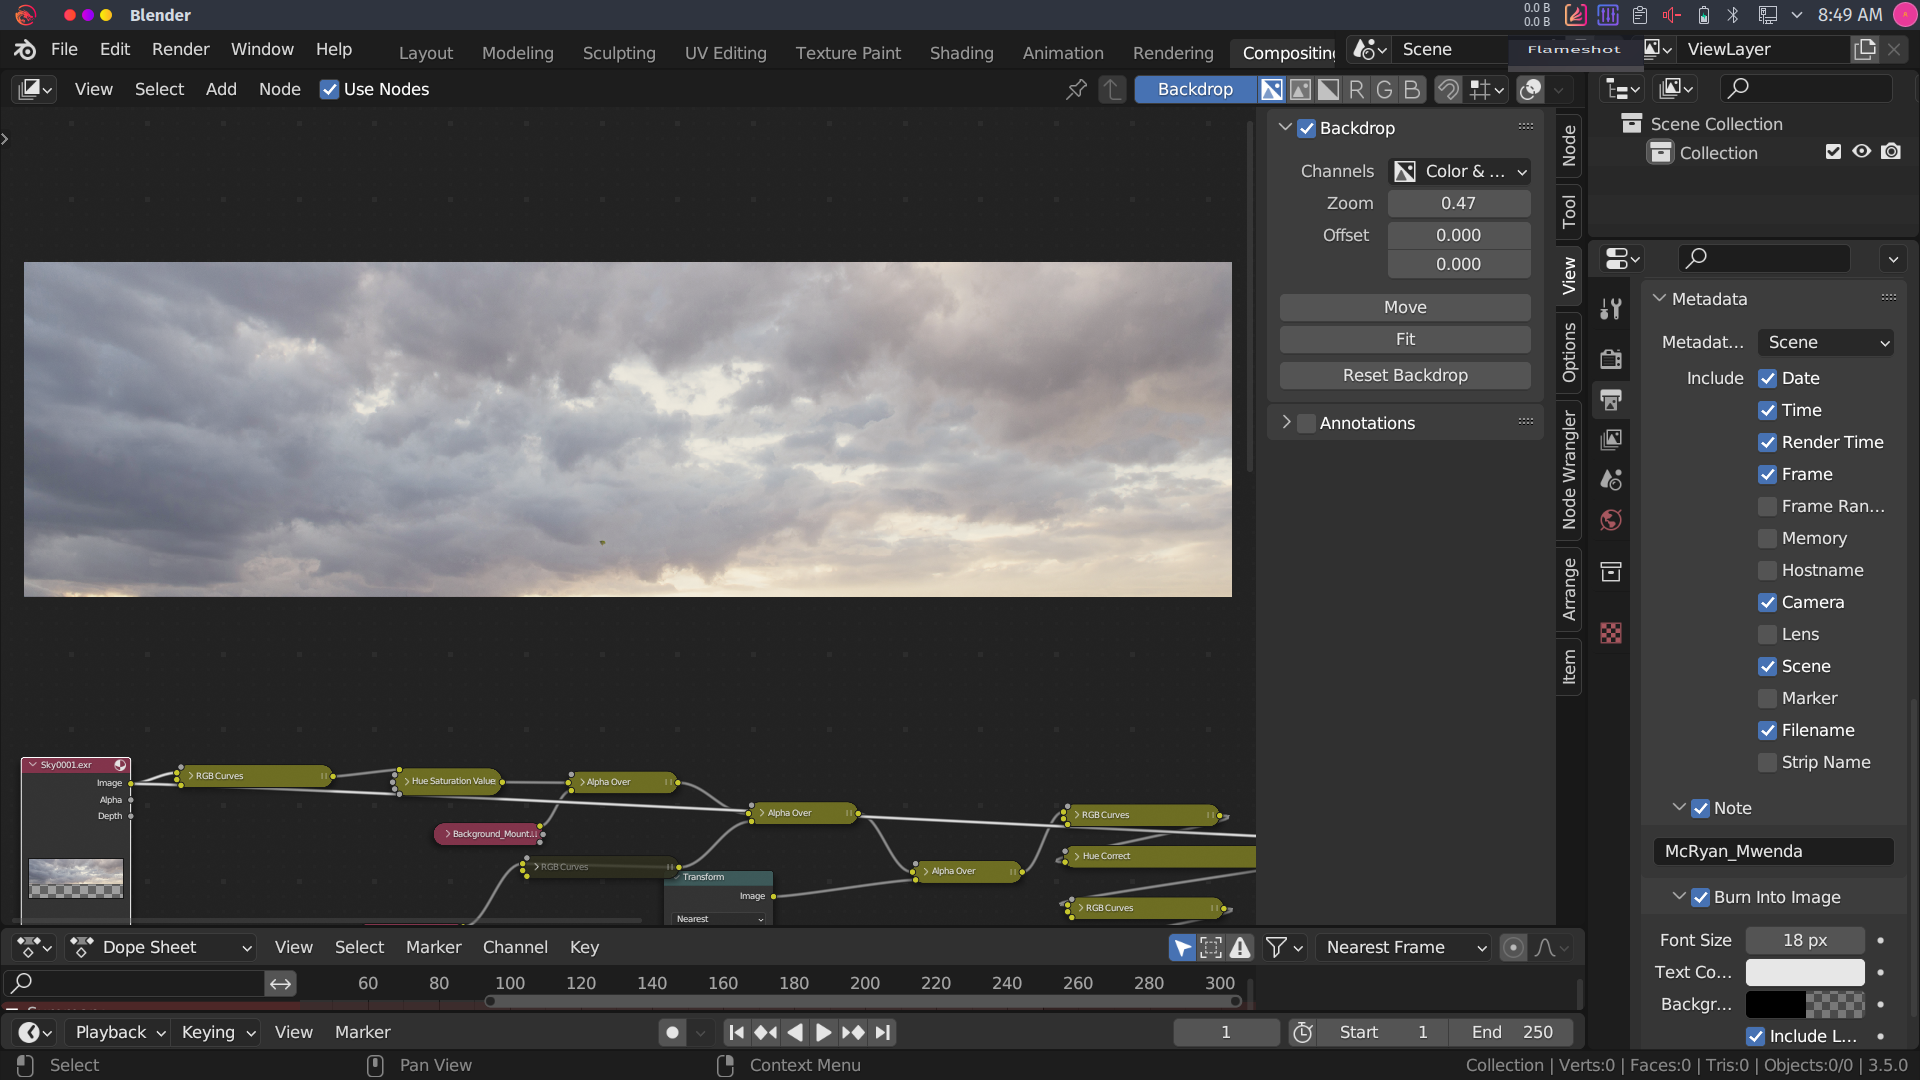 Blender
0.0 B
0.0 B
8:49 AM
File Edit Render Window Help
Layout Modeling Sculpting UV Editing Texture Paint Shading Animation Rendering Compositing
Scene
Flameshot
ViewLayer
View Select Add Node Use Nodes
Backdrop
R G B
Scene Collection
Collection
Backdrop
Channels Color & ...
Zoom 0.47
Offset 0.000
0.000
Move
Fit
Reset Backdrop
Annotations
Node
Tool
View
Options
Node Wrangler
Arrange
Item
Metadata
Metadat... Scene
Include Date
Time
Render Time
Frame
Frame Ran...
Memory
Hostname
Camera
Lens
Scene
Marker
Filename
Strip Name
Note
McRyan_Mwenda
Burn Into Image
Font Size 18 px
Text Co...
Backgr...
Include L...
Sky0001.exr
Image
Alpha
Depth
RGB Curves
Hue Saturation Value
Alpha Over
Background_Mount...
Alpha Over
RGB Curves
Transform
Image
Nearest
Alpha Over
RGB Curves
Hue Correct
RGB Curves
Dope Sheet View Select Marker Channel Key
Nearest Frame
60 80 100 120 140 160 180 200 220 240 260 280 300
Playback Keying View Marker
1
Start 1
End 250
Select Pan View Context Menu
Collection | Verts:0 | Faces:0 | Tris:0 | Objects:0/0 | 3.5.0